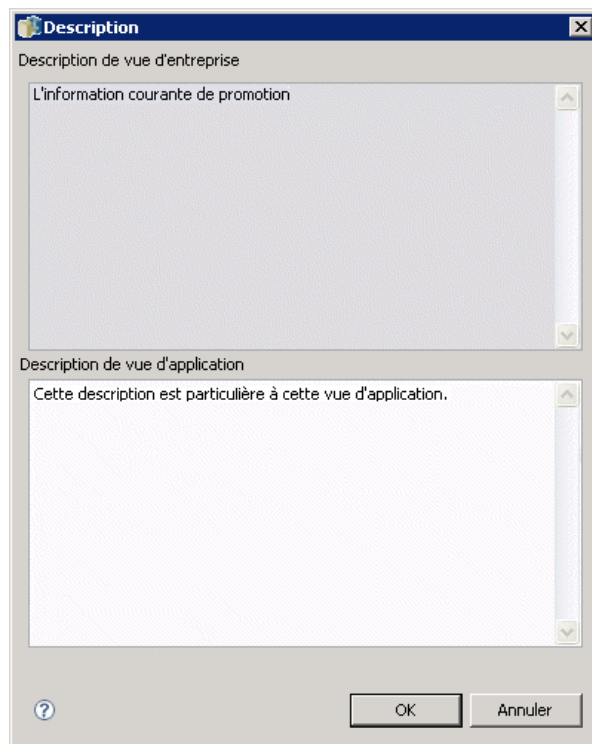 Description
Description de vue d'entreprise
L'information courante de promotion
Description de vue d'application
Cette description est particulière à cette vue d'application.
? OK Annuler